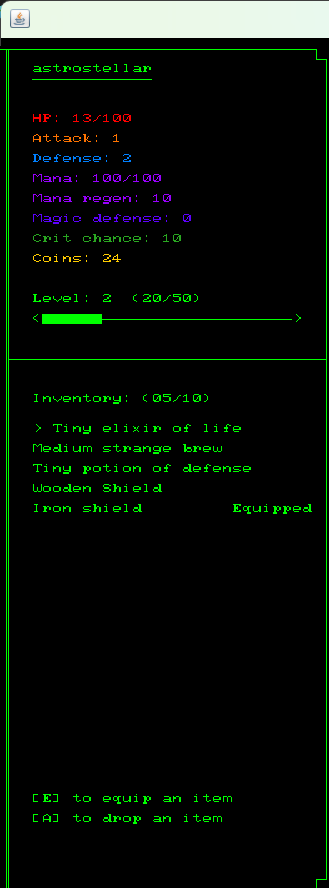 astrostellar
HP: 13/100
Attack: 1
Defense: 2
Mana: 100/100
Mana regen: 10
Magic defense: 0
Crit chance: 10
Coins: 24
Level: 2 (20/50)
< >
Inventory: (05/10)
> Tiny elixir of life
Medium strange brew
Tiny potion of defense
Wooden Shield
Iron shield Equipped
[E] to equip an item
[A] to drop an item